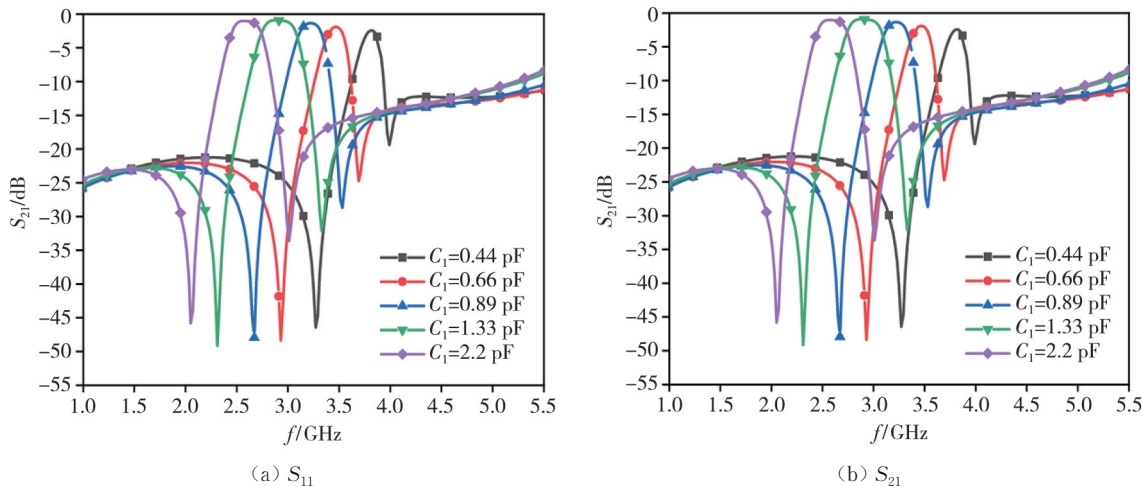 0
−5
−10
−15
−20
−25
−30
−35
−40
−45
−50
−55
S21/dB
C1=0.44 pF
C1=0.66 pF
C1=0.89 pF
C1=1.33 pF
C1=2.2 pF
1.0 1.5 2.0 2.5 3.0 3.5 4.0 4.5 5.0 5.5
f/GHz
(a) S11
0
−5
−10
−15
−20
−25
−30
−35
−40
−45
−50
−55
S21/dB
C1=0.44 pF
C1=0.66 pF
C1=0.89 pF
C1=1.33 pF
C1=2.2 pF
1.0 1.5 2.0 2.5 3.0 3.5 4.0 4.5 5.0 5.5
f/GHz
(b) S21